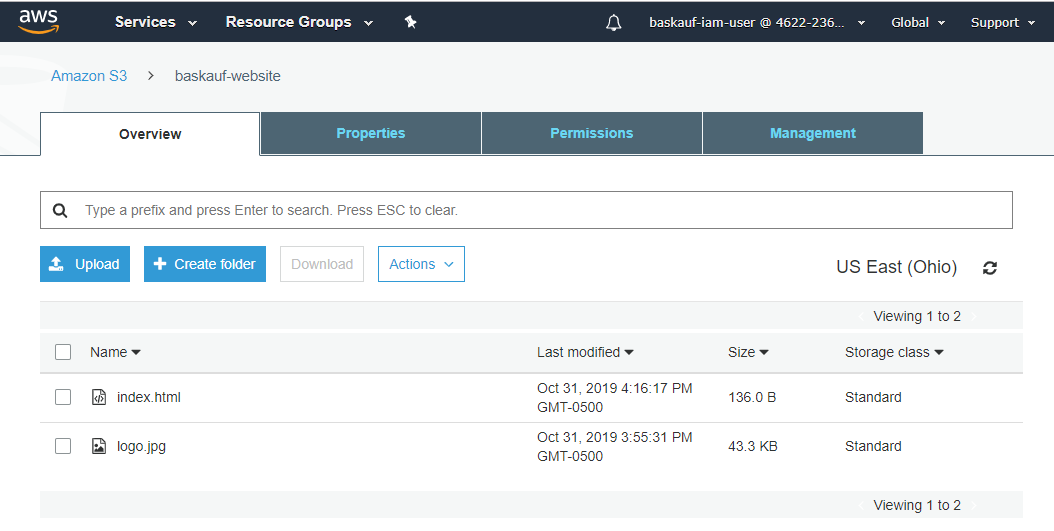 aws Services Resource Groups baskauf-iam-user @ 4622-236... Global Support
Amazon S3 > baskauf-website
Overview Properties Permissions Management
Type a prefix and press Enter to search. Press ESC to clear.
Upload + Create folder Download Actions US East (Ohio)
Viewing 1 to 2
Name Last modified Size Storage class
index.html Oct 31, 2019 4:16:17 PM 136.0 B Standard
GMT-0500
logo.jpg Oct 31, 2019 3:55:31 PM 43.3 KB Standard
GMT-0500
Viewing 1 to 2